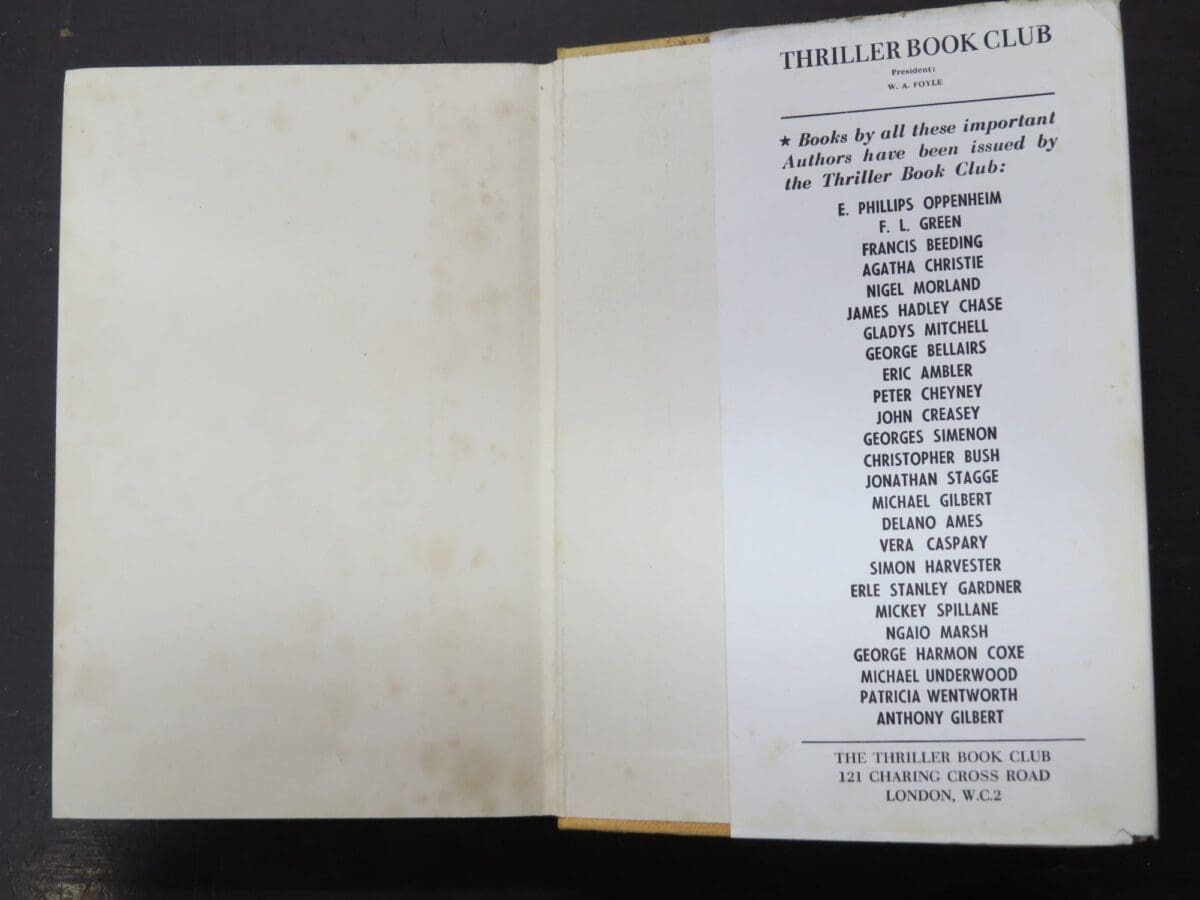 THRILLER BOOK CLUB
President:
W. A. FOYLE
★ Books by all these important
Authors have been issued by
the Thriller Book Club:
E. PHILLIPS OPPENHEIM
F. L. GREEN
FRANCIS BEEDING
AGATHA CHRISTIE
NIGEL MORLAND
JAMES HADLEY CHASE
GLADYS MITCHELL
GEORGE BELLAIRS
ERIC AMBLER
PETER CHEYNEY
JOHN CREASEY
GEORGES SIMENON
CHRISTOPHER BUSH
JONATHAN STAGGE
MICHAEL GILBERT
DELANO AMES
VERA CASPARY
SIMON HARVESTER
ERLE STANLEY GARDNER
MICKEY SPILLANE
NGAIO MARSH
GEORGE HARMON COXE
MICHAEL UNDERWOOD
PATRICIA WENTWORTH
ANTHONY GILBERT
THE THRILLER BOOK CLUB
121 CHARING CROSS ROAD
LONDON, W.C.2